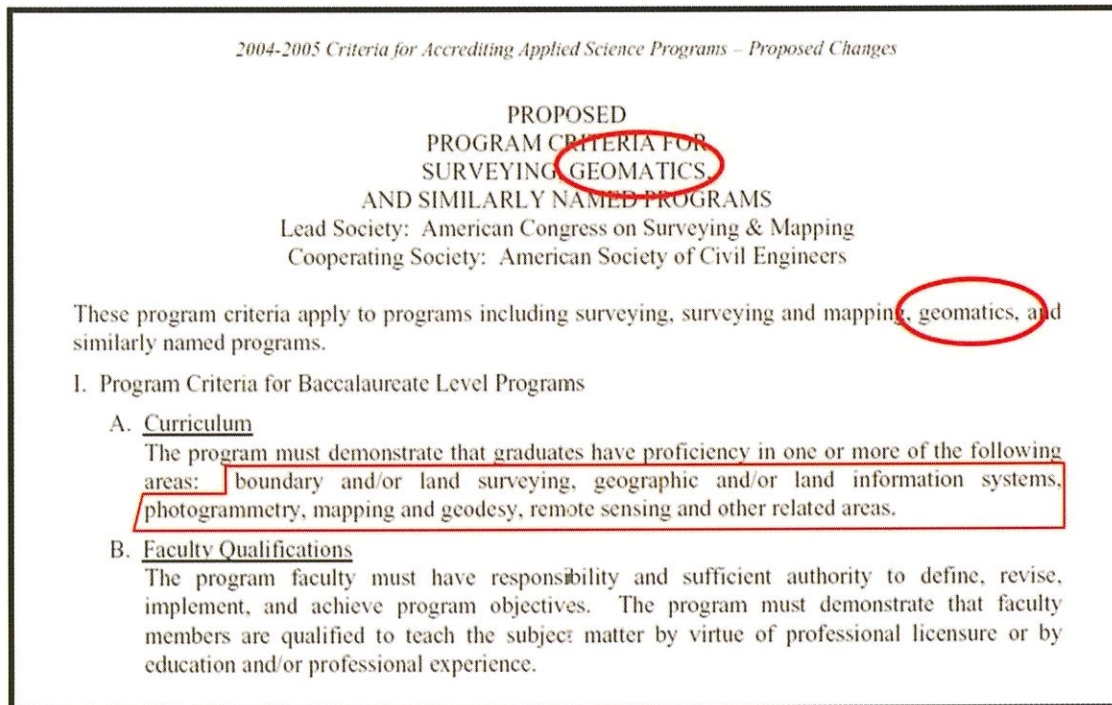 2004-2005 Criteria for Accrediting Applied Science Programs – Proposed Changes
PROPOSED
PROGRAM CRITERIA FOR
SURVEYING, GEOMATICS,
AND SIMILARLY NAMED PROGRAMS
Lead Society: American Congress on Surveying & Mapping
Cooperating Society: American Society of Civil Engineers
These program criteria apply to programs including surveying, surveying and mapping, geomatics, and
similarly named programs.
I. Program Criteria for Baccalaureate Level Programs
A. Curriculum
The program must demonstrate that graduates have proficiency in one or more of the following
areas: boundary and/or land surveying, geographic and/or land information systems,
photogrammetry, mapping and geodesy, remote sensing and other related areas.
B. Faculty Qualifications
The program faculty must have responsibility and sufficient authority to define, revise,
implement, and achieve program objectives. The program must demonstrate that faculty
members are qualified to teach the subject matter by virtue of professional licensure or by
education and/or professional experience.